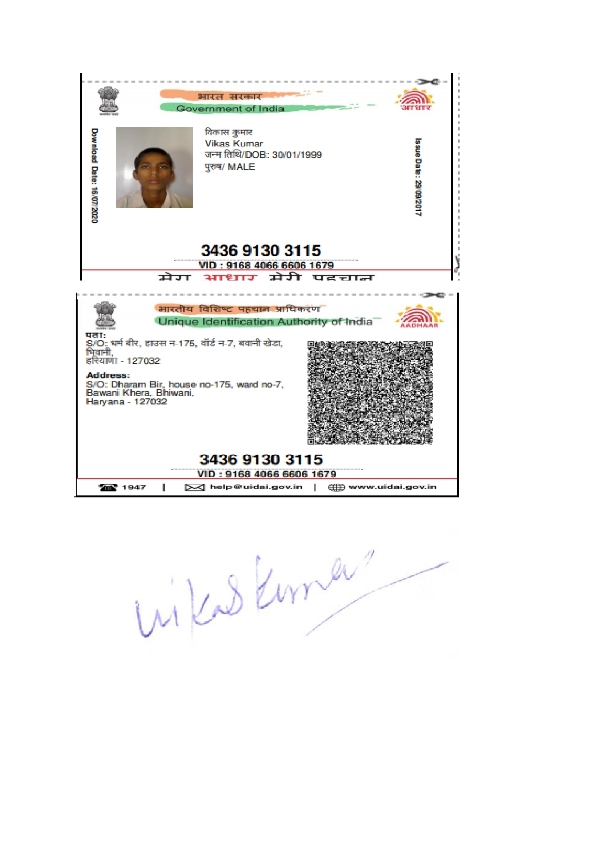 भारत सरकार
Government of India
आधार
Download Date: 16/07/2020
विकास कुमार
Vikas Kumar
जन्म तिथि/DOB: 30/01/1999
पुरुष/ MALE
Issue Date: 29/09/2017
3436 9130 3115
VID : 9168 4066 6606 1679
मेरा आधार मेरी पहचान
भारतीय विशिष्ट पहचान प्राधिकरण
Unique Identification Authority of India
AADHAAR
पता:
S/O: धर्म बीर, हाउस न-175, वॉर्ड न-7, बवानी खेडा,
भिवानी,
हरियाणा - 127032
Address:
S/O: Dharam Bir, house no-175, ward no-7,
Bawani Khera, Bhiwani,
Haryana - 127032
3436 9130 3115
VID : 9168 4066 6606 1679
1947 | help@uidai.gov.in | www.uidai.gov.in
vikas kumar